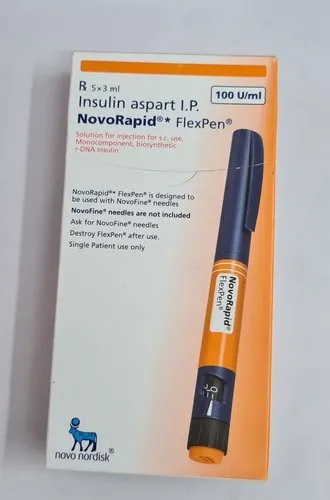 ℞ 5×3 ml
Insulin aspart I.P.
100 U/ml
NovoRapid®* FlexPen®
Solution for injection for s.c. use,
Monocomponent, biosynthetic
r-DNA Insulin
NovoRapid®* FlexPen® is designed to
be used with NovoFine® needles
NovoFine® needles are not included
Ask for NovoFine® needles
Destroy FlexPen® after use.
Single Patient use only
NovoRapid®
FlexPen®
novo nordisk®